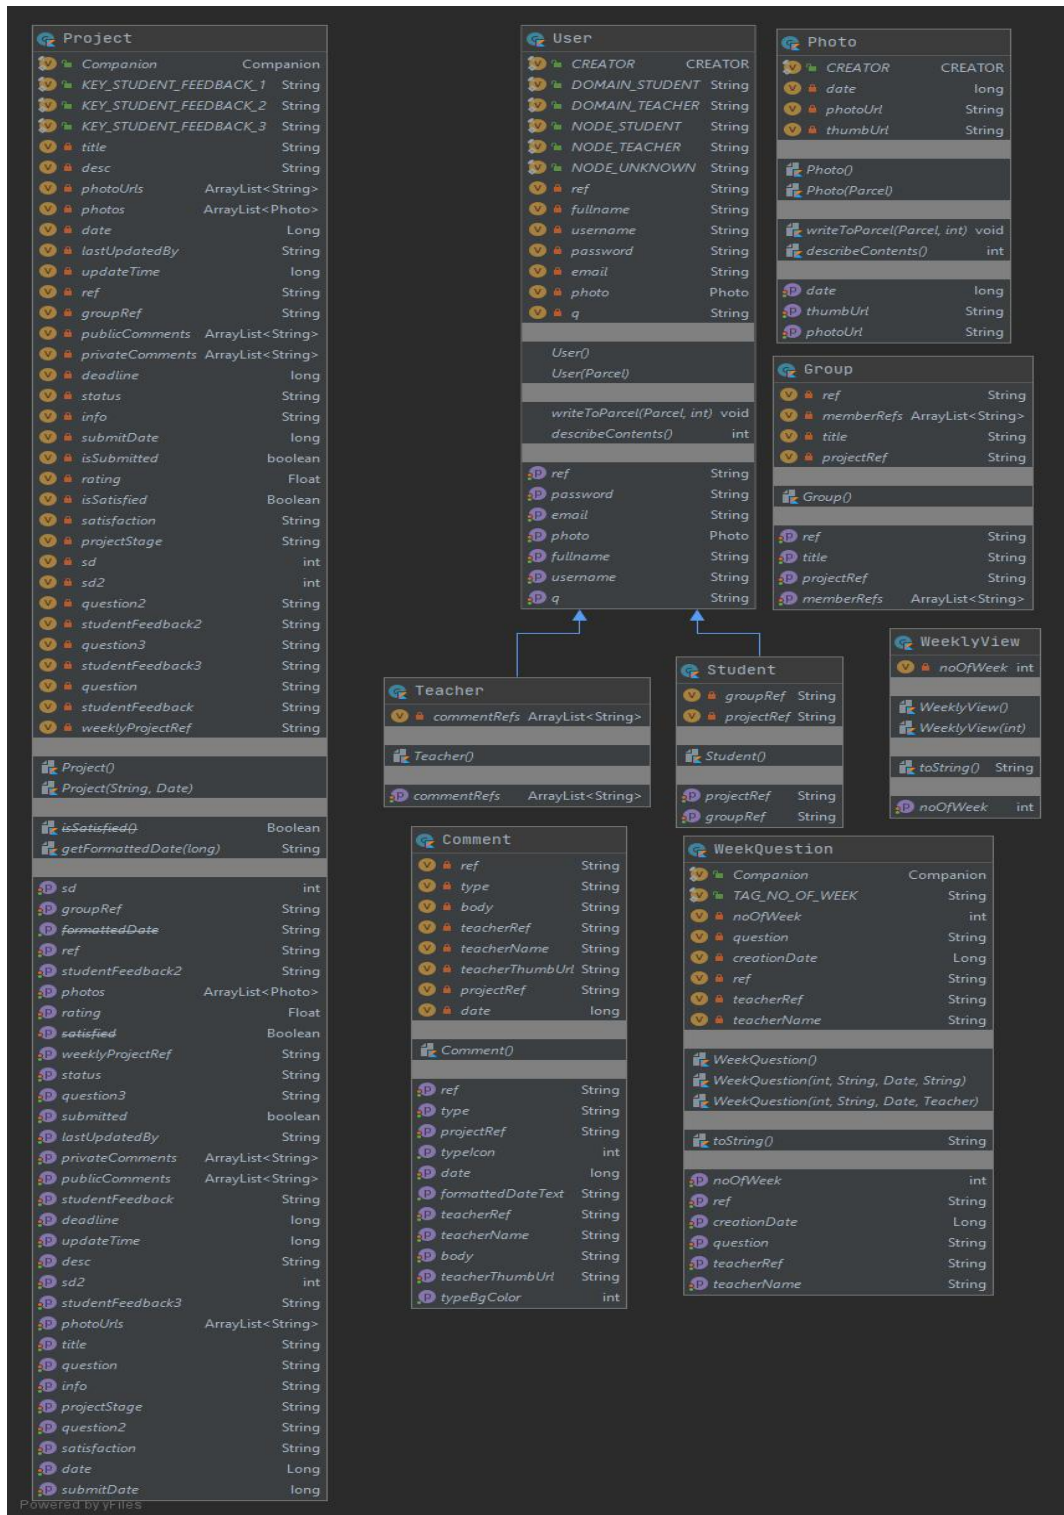 Project
Companion Companion
KEY_STUDENT_FEEDBACK_1 String
KEY_STUDENT_FEEDBACK_2 String
KEY_STUDENT_FEEDBACK_3 String
title String
desc String
photoUrls ArrayList<String>
photos ArrayList<Photo>
date Long
lastUpdatedBy String
updateTime long
ref String
groupRef String
publicComments ArrayList<String>
privateComments ArrayList<String>
deadline long
status String
info String
submitDate long
isSubmitted boolean
rating Float
isSatisfied Boolean
satisfaction String
projectStage String
sd int
sd2 int
question2 String
studentFeedback2 String
question3 String
studentFeedback3 String
question String
studentFeedback String
weeklyProjectRef String
Project()
Project(String, Date)
isSatisfied() Boolean
getFormattedDate(long) String
sd int
groupRef String
formattedDate String
ref String
studentFeedback2 String
photos ArrayList<Photo>
rating Float
satisfied Boolean
weeklyProjectRef String
status String
question3 String
submitted boolean
lastUpdatedBy String
privateComments ArrayList<String>
publicComments ArrayList<String>
studentFeedback String
deadline long
updateTime long
desc String
sd2 int
studentFeedback3 String
photoUrls ArrayList<String>
title String
question String
info String
projectStage String
question2 String
satisfaction String
date Long
submitDate long
Powered by yFiles
User
CREATOR CREATOR
DOMAIN_STUDENT String
DOMAIN_TEACHER String
NODE_STUDENT String
NODE_TEACHER String
NODE_UNKNOWN String
ref String
fullname String
username String
password String
email String
photo Photo
q String
User()
User(Parcel)
writeToParcel(Parcel, int) void
describeContents() int
ref String
password String
email String
photo Photo
fullname String
username String
q String
Photo
CREATOR CREATOR
date long
photoUrl String
thumbUrl String
Photo()
Photo(Parcel)
writeToParcel(Parcel, int) void
describeContents() int
date long
thumbUrl String
photoUrl String
Group
ref String
memberRefs ArrayList<String>
title String
projectRef String
Group()
ref String
title String
projectRef String
memberRefs ArrayList<String>
Teacher
commentRefs ArrayList<String>
Teacher()
commentRefs ArrayList<String>
Student
groupRef String
projectRef String
Student()
projectRef String
groupRef String
WeeklyView
noOfWeek int
WeeklyView()
WeeklyView(int)
toString() String
noOfWeek int
Comment
ref String
type String
body String
teacherRef String
teacherName String
teacherThumbUrl String
projectRef String
date long
Comment()
ref String
type String
projectRef String
typeIcon int
date long
formattedDateText String
teacherRef String
teacherName String
body String
teacherThumbUrl String
typeBgColor int
WeekQuestion
Companion Companion
TAG_NO_OF_WEEK String
noOfWeek int
question String
creationDate Long
ref String
teacherRef String
teacherName String
WeekQuestion()
WeekQuestion(int, String, Date, String)
WeekQuestion(int, String, Date, Teacher)
toString() String
noOfWeek int
ref String
creationDate Long
question String
teacherRef String
teacherName String